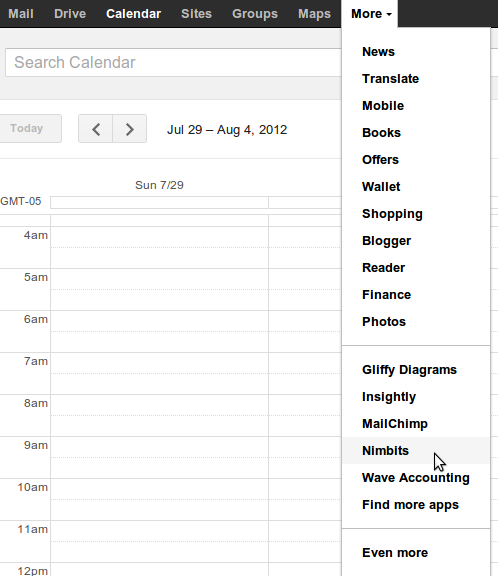 Mail Drive Calendar Sites Groups Maps More
Search Calendar
Today Jul 29 – Aug 4, 2012
Sun 7/29
GMT-05
4am
5am
6am
7am
8am
9am
10am
11am
12pm
News
Translate
Mobile
Books
Offers
Wallet
Shopping
Blogger
Reader
Finance
Photos
Gliffy Diagrams
Insightly
MailChimp
Nimbits
Wave Accounting
Find more apps
Even more